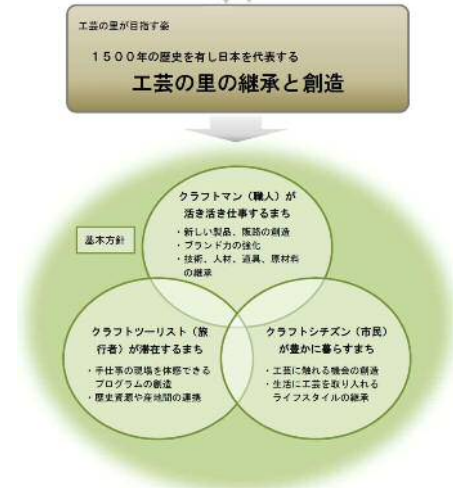 工芸の里が目指す姿
1500年の歴史を有し日本を代表する
工芸の里の継承と創造
基本方針
クラフトマン（職人）が
活き活き仕事するまち
・新しい製品、販路の創造
・ブランド力の強化
・技術、人材、道具、原材料
の継承
クラフトツーリスト（旅
行者）が潜在するまち
・手仕事の現場を体感できる
プログラムの創造
・歴史資源や産地間の連携
クラフトシチズン（市民）
が豊かに暮らすまち
・工芸に触れる機会の創造
・生活に工芸を取り入れる
ライフスタイルの継承